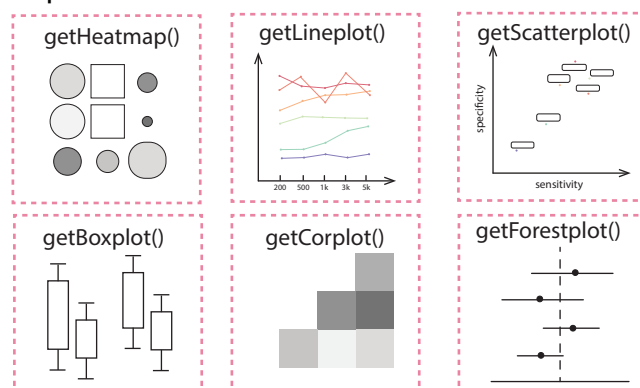 getHeatmap()
getLineplot()
getScatterplot()
specificity
200 500 1k 3k 5k
sensitivity
getBoxplot()
getCorplot()
getForestplot()